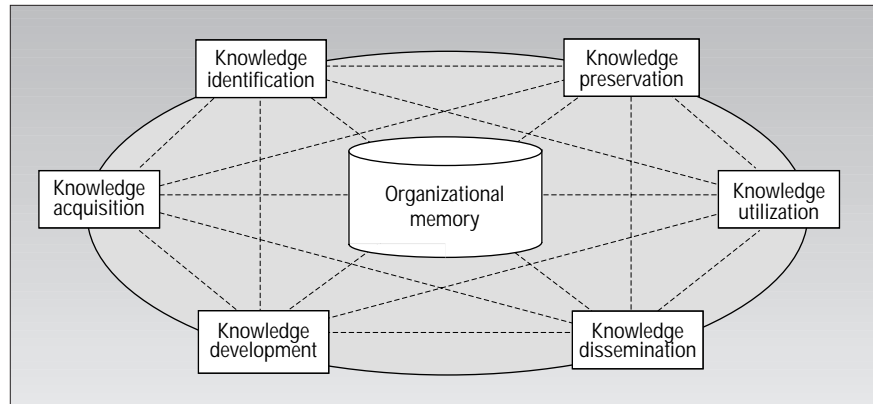 Knowledge
identification
Knowledge
preservation
Knowledge
acquisition
Organizational
memory
Knowledge
utilization
Knowledge
development
Knowledge
dissemination